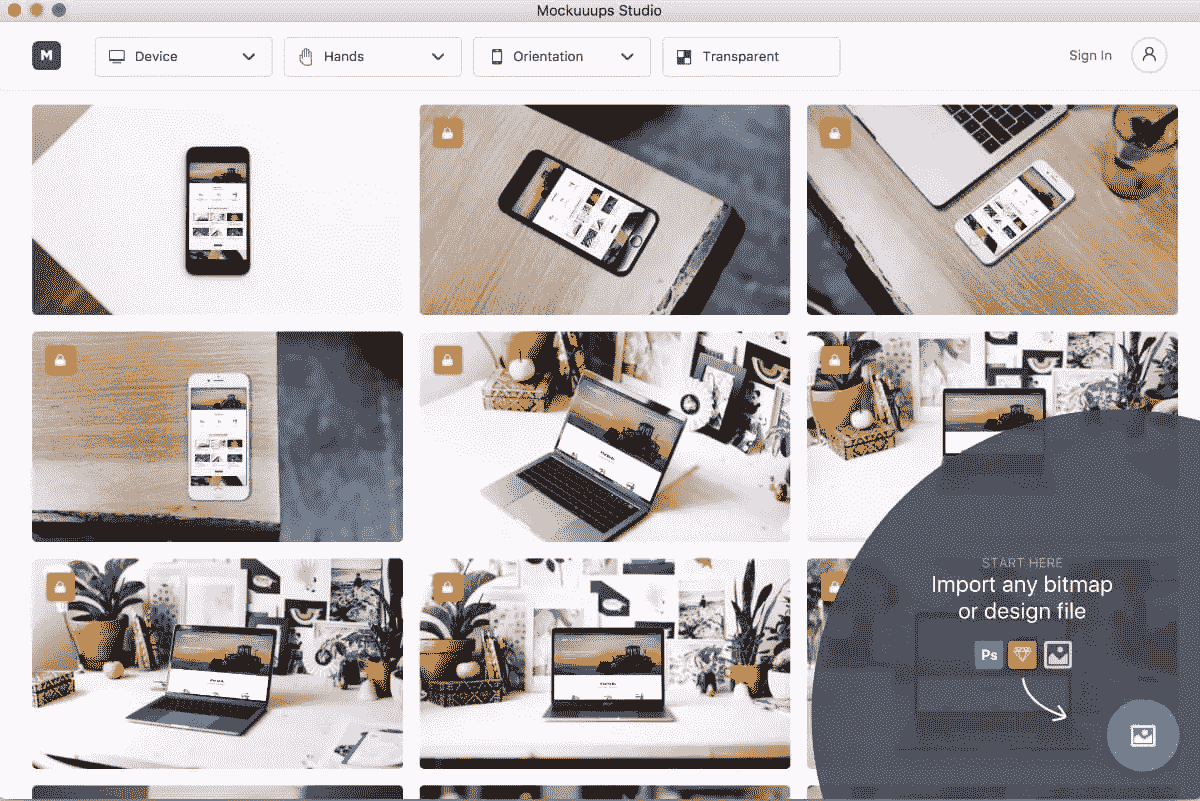 Mockuuups Studio
M
Device
Hands
Orientation
Transparent
Sign In
START HERE
Import any bitmap
or design file
Ps